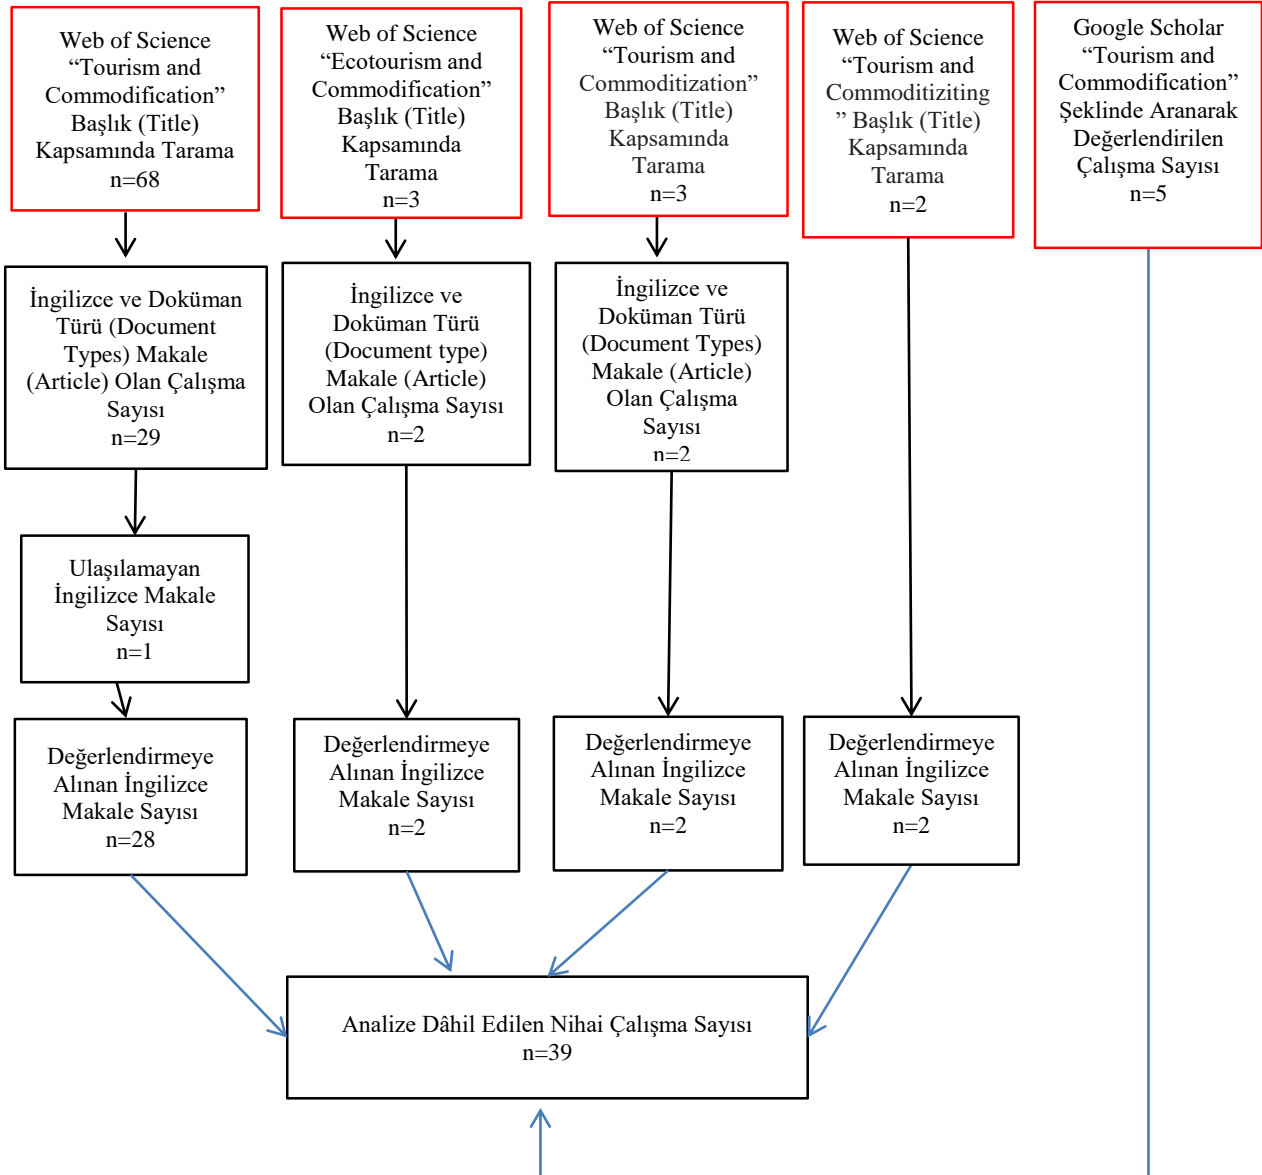 Web of Science
“Tourism and
Commodification”
Başlık (Title)
Kapsamında Tarama
n=68
Web of Science
“Ecotourism and
Commodification”
Başlık (Title)
Kapsamında
Tarama
n=3
Web of Science
“Tourism and
Commoditization”
Başlık (Title)
Kapsamında
Tarama
n=3
Web of Science
“Tourism and
Commoditiziting
” Başlık (Title)
Kapsamında
Tarama
n=2
Google Scholar
“Tourism and
Commodification”
Şeklinde Aranarak
Değerlendirilen
Çalışma Sayısı
n=5
İngilizce ve Doküman
Türü (Document
Types) Makale
(Article) Olan Çalışma
Sayısı
n=29
İngilizce ve
Doküman Türü
(Document type)
Makale (Article)
Olan Çalışma Sayısı
n=2
İngilizce ve
Doküman Türü
(Document Types)
Makale (Article)
Olan Çalışma
Sayısı
n=2
Ulaşılamayan
İngilizce Makale
Sayısı
n=1
Değerlendirmeye
Alınan İngilizce
Makale Sayısı
n=28
Değerlendirmeye
Alınan İngilizce
Makale Sayısı
n=2
Değerlendirmeye
Alınan İngilizce
Makale Sayısı
n=2
Değerlendirmeye
Alınan İngilizce
Makale Sayısı
n=2
Analize Dâhil Edilen Nihai Çalışma Sayısı
n=39